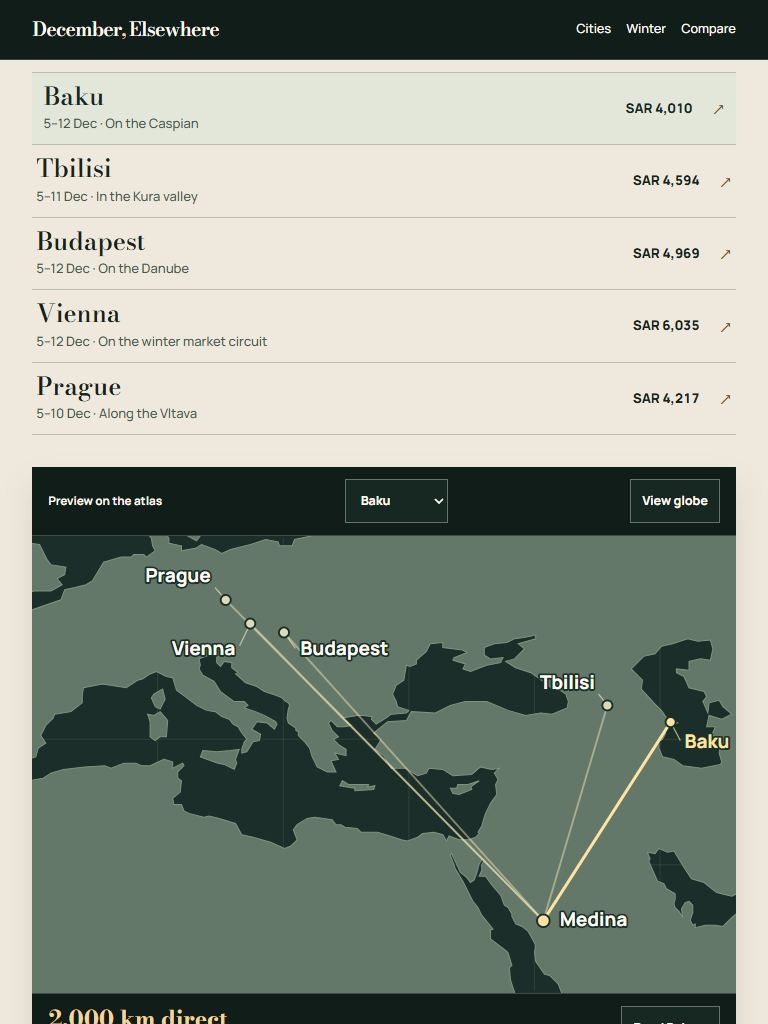 December, Elsewhere
Cities Winter Compare
Baku
5–12 Dec · On the Caspian
SAR 4,010 ↗
Tbilisi
5–11 Dec · In the Kura valley
SAR 4,594 ↗
Budapest
5–12 Dec · On the Danube
SAR 4,969 ↗
Vienna
5–12 Dec · On the winter market circuit
SAR 6,035 ↗
Prague
5–10 Dec · Along the Vltava
SAR 4,217 ↗
Preview on the atlas
Baku
View globe
Prague
Vienna
Budapest
Tbilisi
Baku
Medina
2,000 km direct